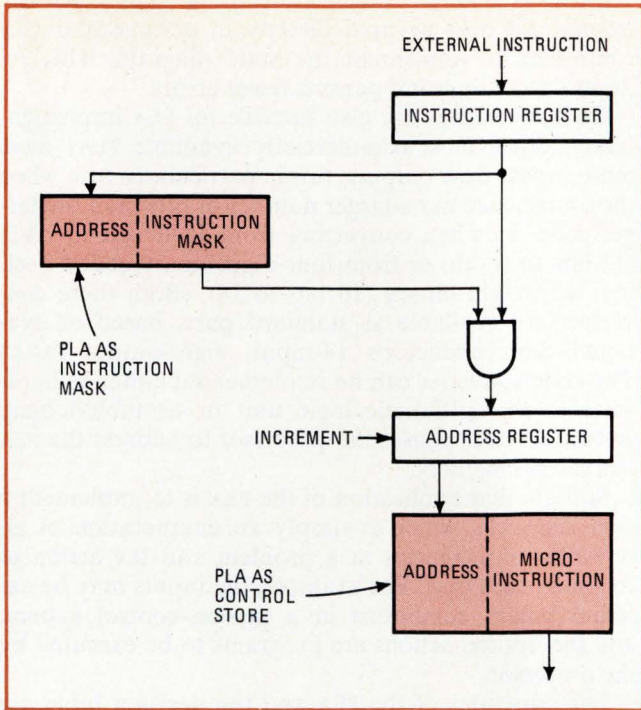 EXTERNAL INSTRUCTION
INSTRUCTION REGISTER
ADDRESS
INSTRUCTION
MASK
PLA AS
INSTRUCTION
MASK
INCREMENT
ADDRESS REGISTER
PLA AS
CONTROL
STORE
ADDRESS
MICRO-
INSTRUCTION